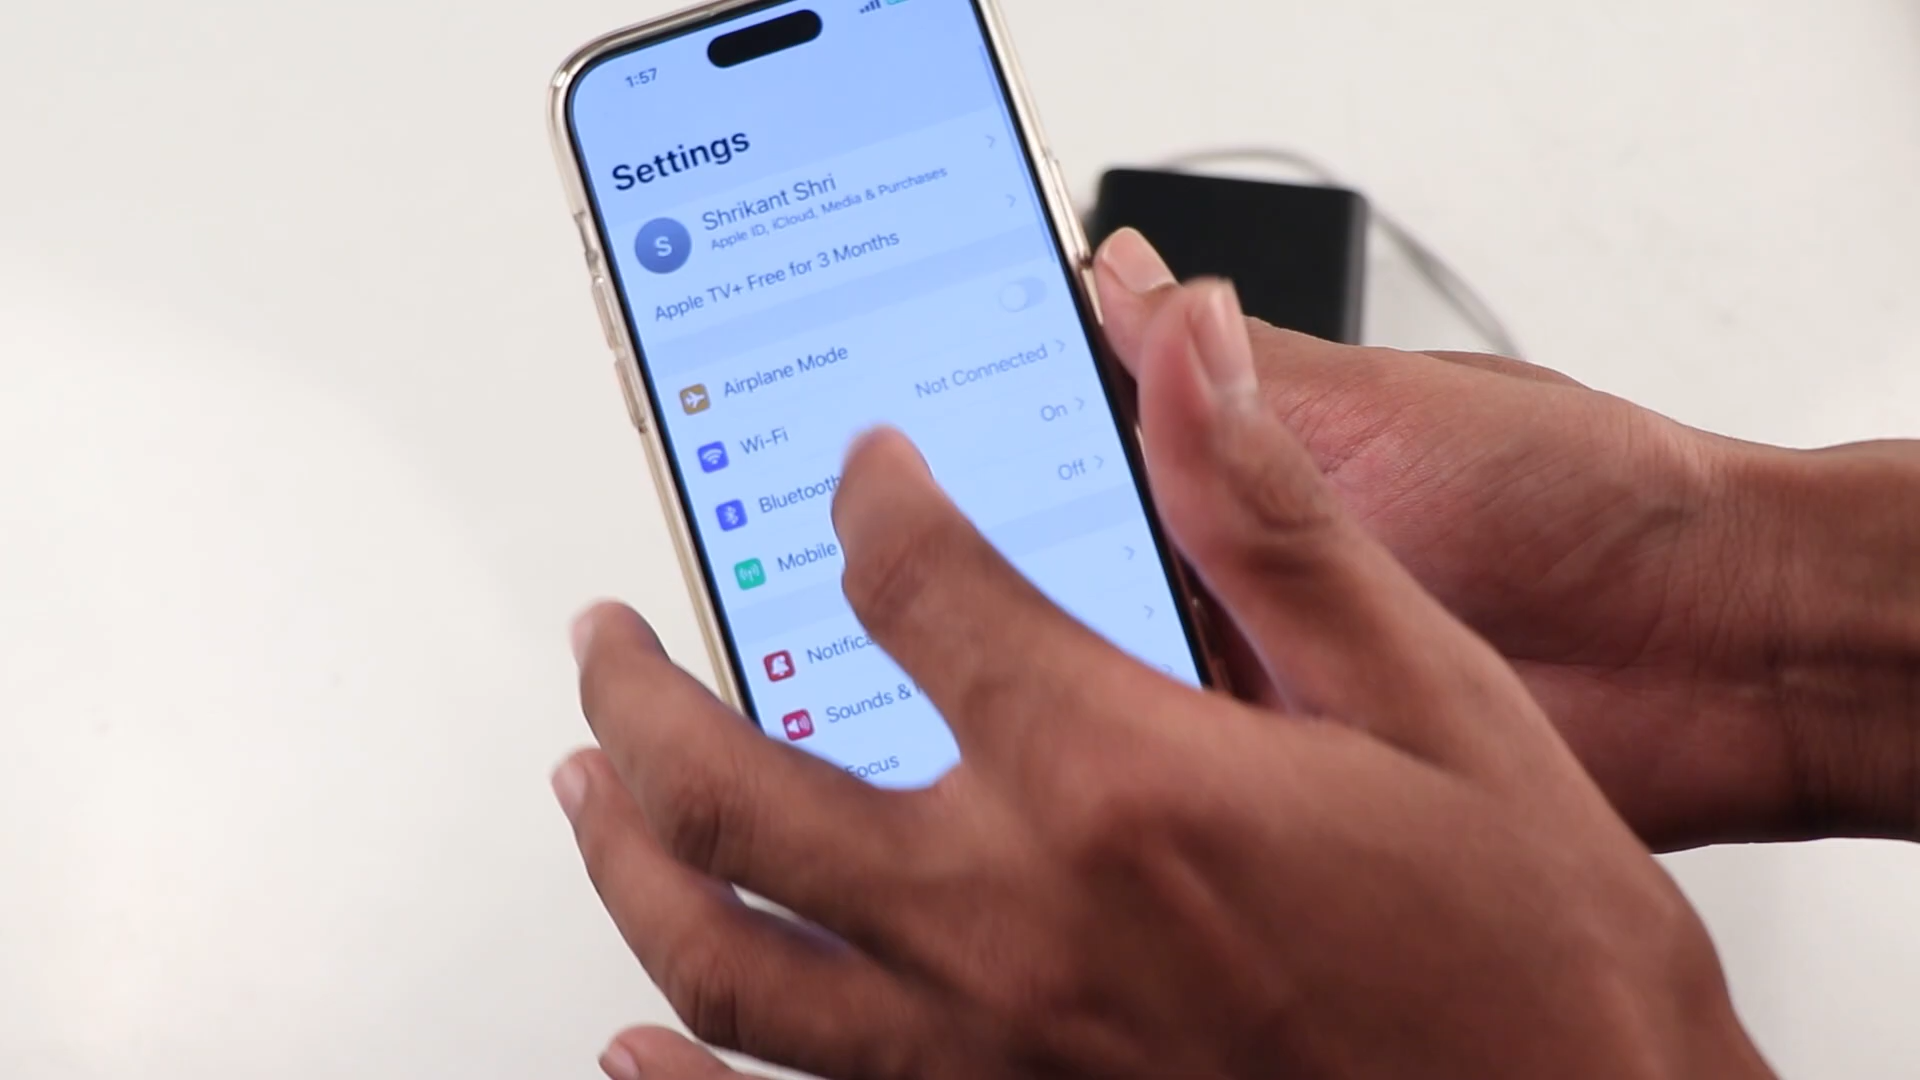 1:57
Settings
S
Shrikant Shri
Apple ID, iCloud, Media & Purchases
Apple TV+ Free for 3 Months
Airplane Mode
Wi-Fi
Not Connected
Bluetooth
On
Mobile
Off
Notifica
Sounds &
Focus